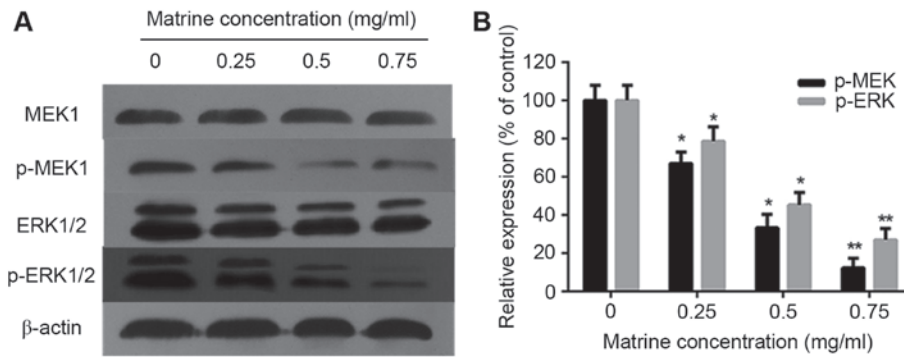 A
Matrine concentration (mg/ml)
0 0.25 0.5 0.75
MEK1
p-MEK1
ERK1/2
p-ERK1/2
β-actin
B
Relative expression (% of control)
120
100
80
60
40
20
0
p-MEK
p-ERK
* *
* *
** **
0 0.25 0.5 0.75
Matrine concentration (mg/ml)